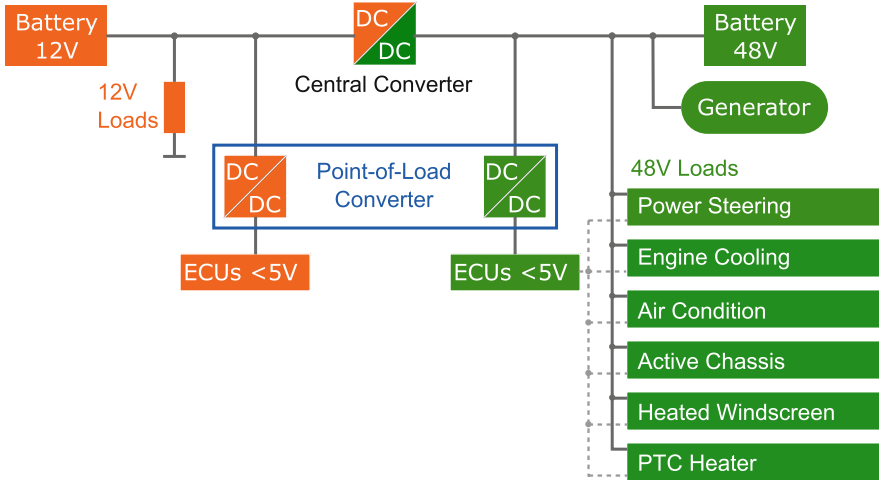 Battery
12V
DC
DC
Battery
48V
Central Converter
12V
Loads
Generator
DC
DC
Point-of-Load
Converter
DC
DC
48V Loads
Power Steering
ECUs <5V
ECUs <5V
Engine Cooling
Air Condition
Active Chassis
Heated Windscreen
PTC Heater